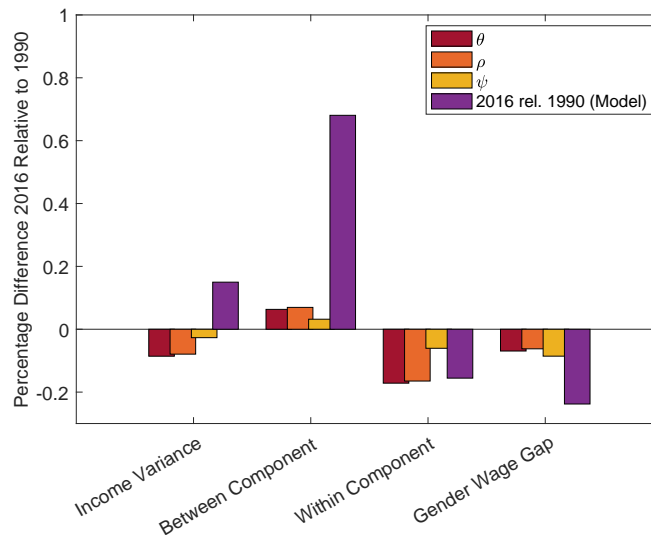 Percentage Difference 2016 Relative to 1990
1
0.8
0.6
0.4
0.2
0
-0.2
θ
ρ
ψ
2016 rel. 1990 (Model)
Income Variance
Between Component
Within Component
Gender Wage Gap